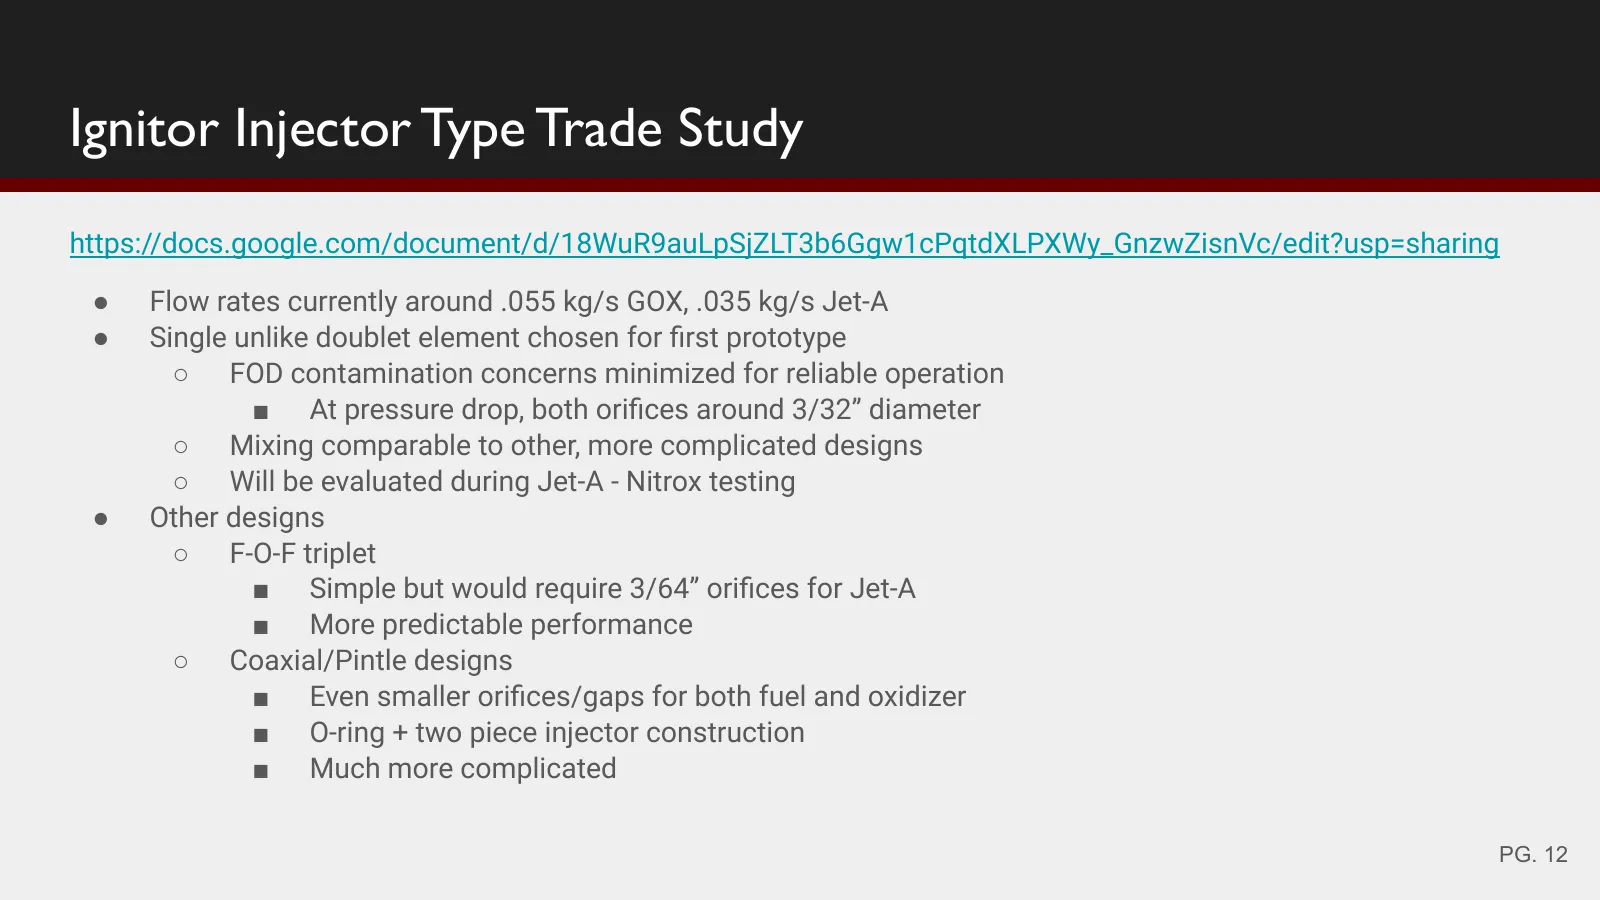 Ignitor Injector Type Trade Study
https://docs.google.com/document/d/18WuR9auLpSjZLT3b6Ggw1cPqtdXLPXWy_GnzwZisnVc/edit?usp=sharing
● Flow rates currently around .055 kg/s GOX, .035 kg/s Jet-A
● Single unlike doublet element chosen for first prototype
○ FOD contamination concerns minimized for reliable operation
■ At pressure drop, both orifices around 3/32” diameter
○ Mixing comparable to other, more complicated designs
○ Will be evaluated during Jet-A - Nitrox testing
● Other designs
○ F-O-F triplet
■ Simple but would require 3/64” orifices for Jet-A
■ More predictable performance
○ Coaxial/Pintle designs
■ Even smaller orifices/gaps for both fuel and oxidizer
■ O-ring + two piece injector construction
■ Much more complicated
PG. 12